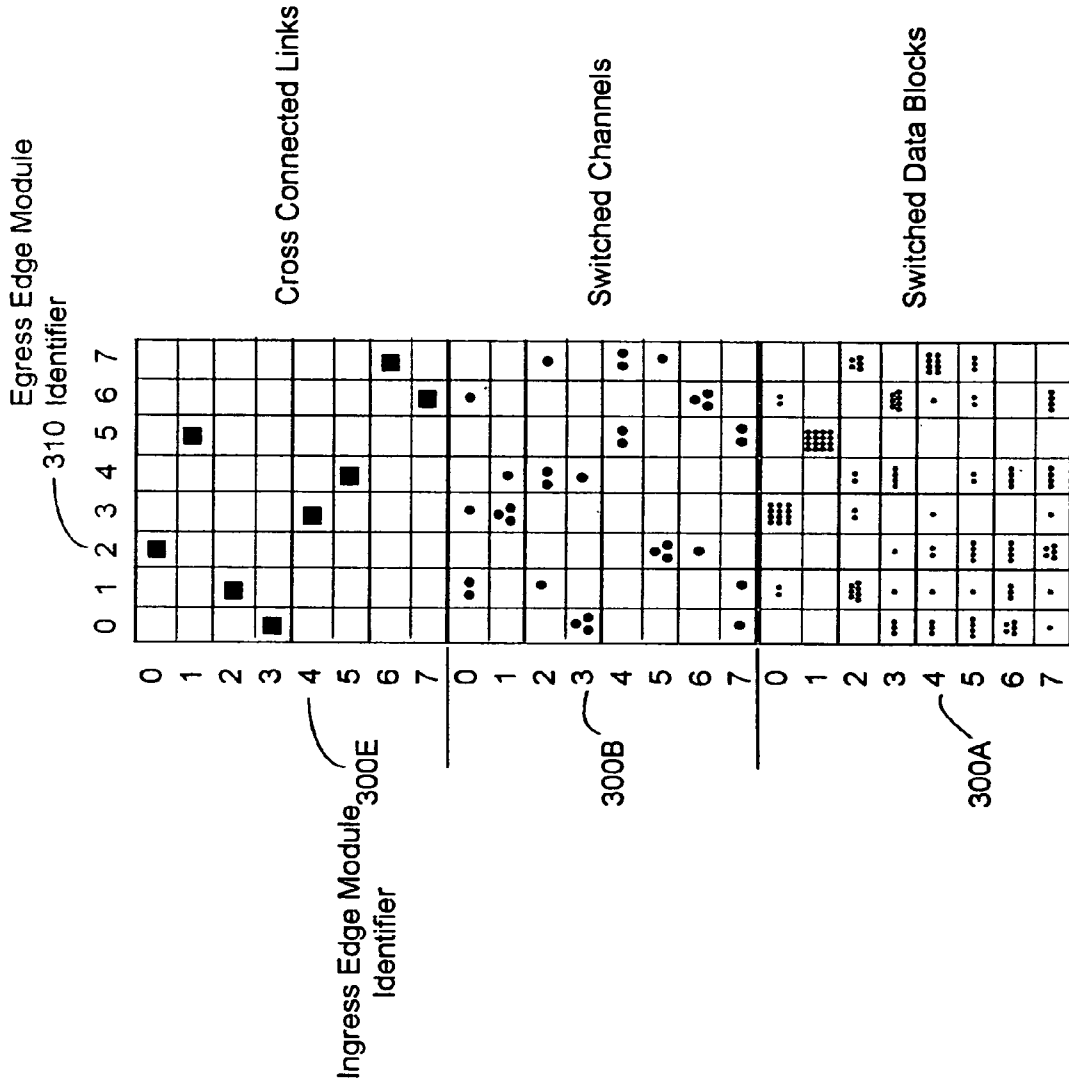 Egress Edge Module
310 Identifier
0 1 2 3 4 5 6 7
0
1
2
3
4
5
6
7
300E
Ingress Edge Module
Identifier
Cross Connected Links
0
1
2
3
4
5
6
7
300B
Switched Channels
0
1
2
3
4
5
6
7
300A
Switched Data Blocks